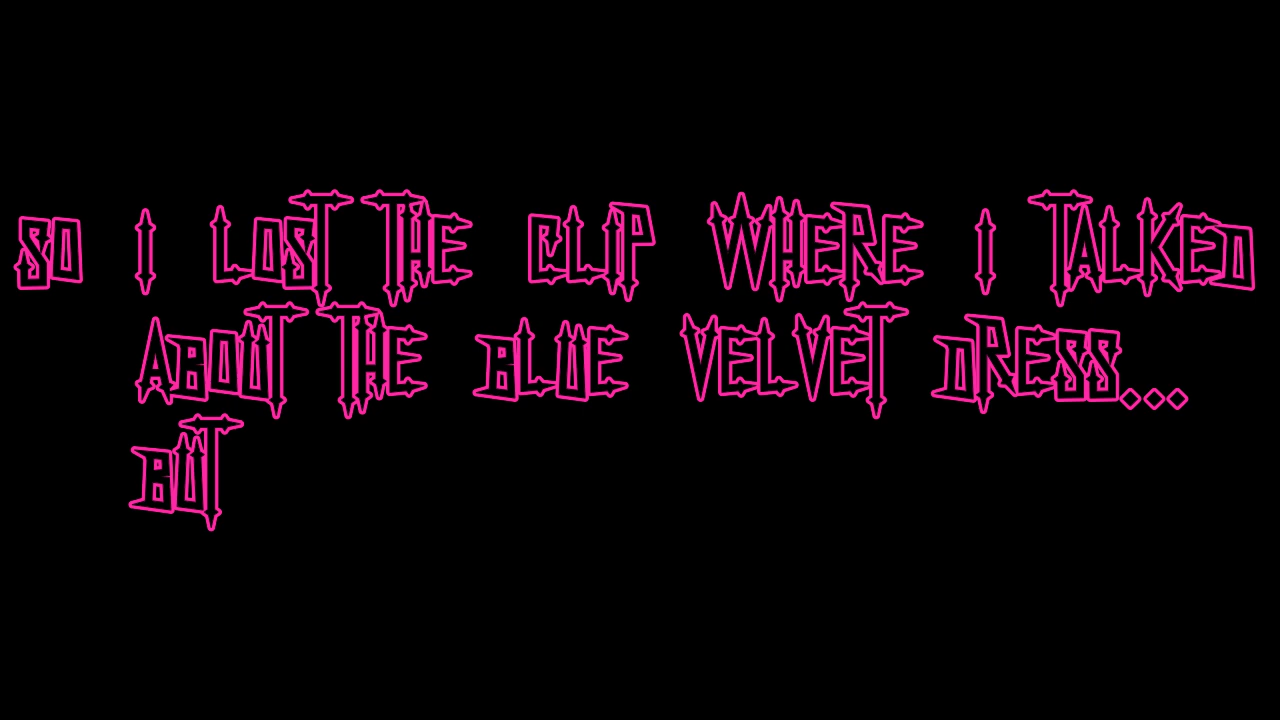 SO I LOST THE CLIP WHERE I TALKED
ABOUT THE BLUE VELVET DRESS...
BUT